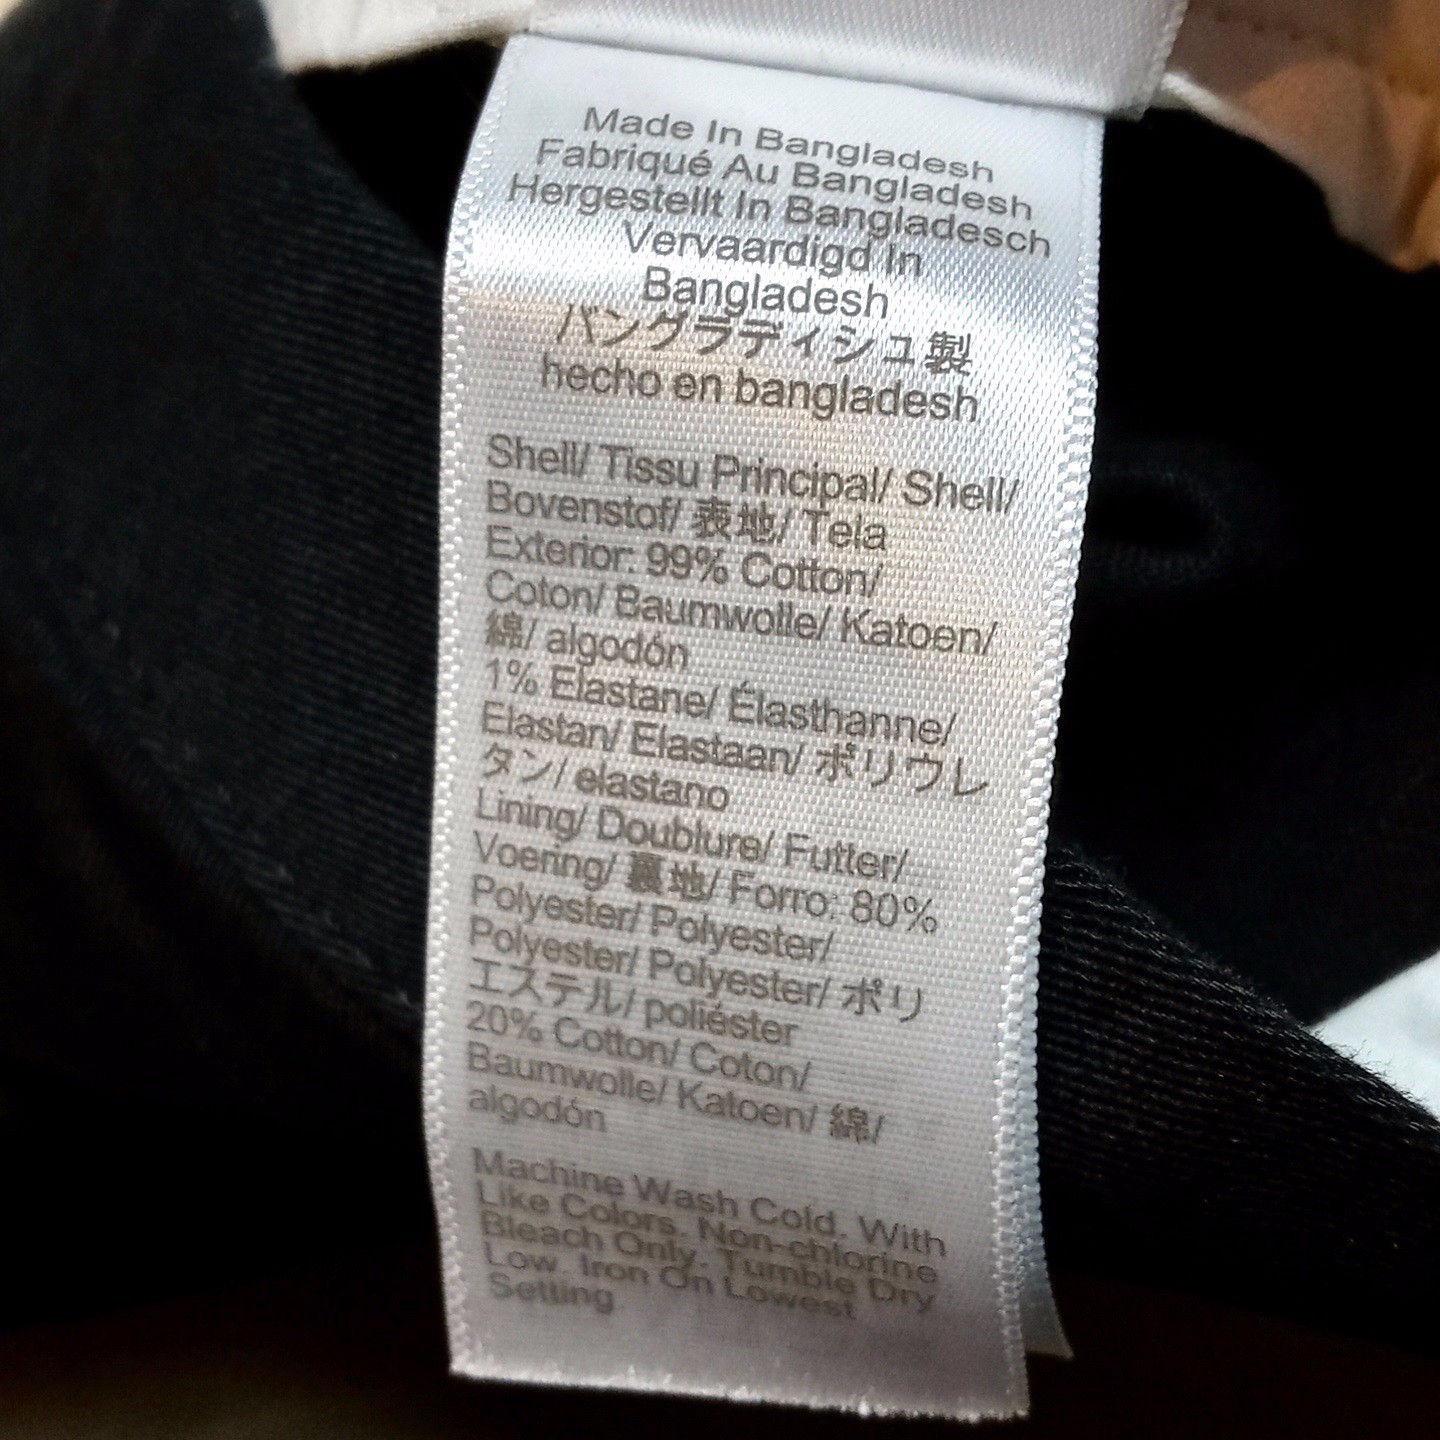 Made In Bangladesh
Fabriqué Au Bangladesh
Hergestellt In Bangladesch
Vervaardigd In
Bangladesh
バングラディシュ製
hecho en bangladesh
Shell/ Tissu Principal/ Shell/
Bovenstof/ 表地/ Tela
Exterior: 99% Cotton/
Coton/ Baumwolle/ Katoen/
綿/ algodón
1% Elastane/ Élasthanne/
Elastan/ Elastaan/ ポリウレ
タン/ elastano
Lining/ Doublure/ Futter/
Voering/ 裏地/ Forro: 80%
Polyester/ Polyester/
Polyester/ Polyester/ ポリ
エステル/ poliéster
20% Cotton/ Coton/
Baumwolle/ Katoen/ 綿/
algodón
Machine Wash Cold. With
Like Colors. Non-chlorine
Bleach Only. Tumble Dry
Low. Iron On Lowest
Setting